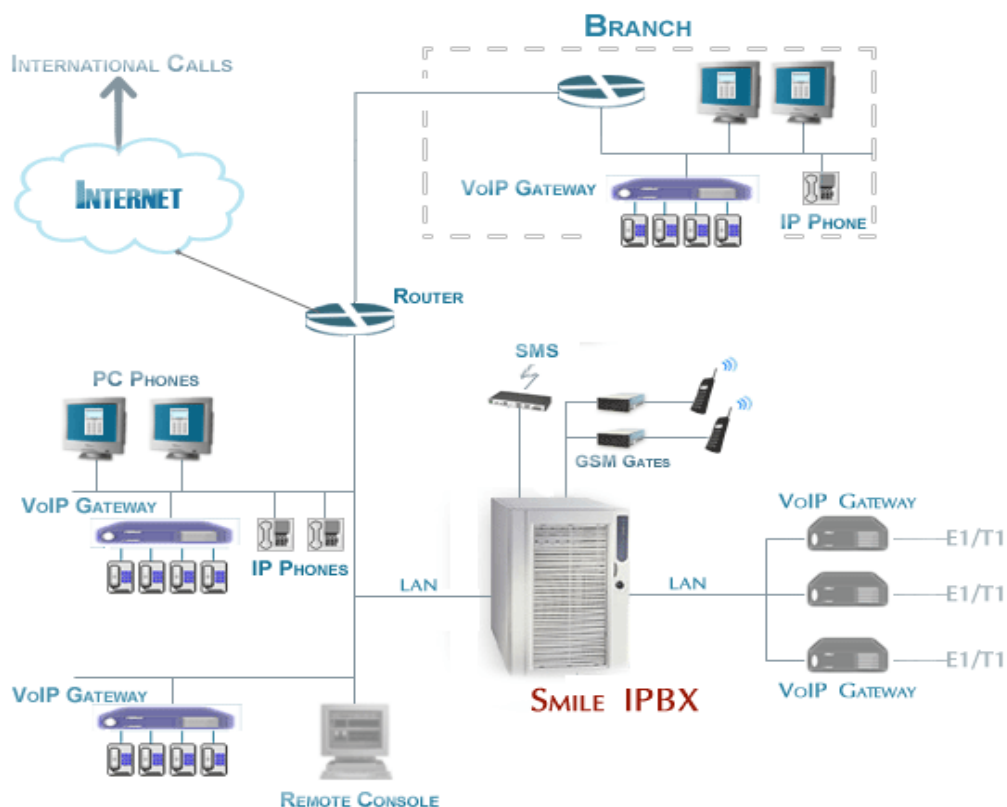 BRANCH
INTERNATIONAL CALLS
INTERNET
VOIP GATEWAY
IP PHONE
ROUTER
SMS
PC PHONES
GSM GATES
VOIP GATEWAY
VOIP GATEWAY
E1/T1
IP PHONES
LAN
LAN
E1/T1
E1/T1
VOIP GATEWAY
VOIP GATEWAY
SMILE IPBX
REMOTE CONSOLE